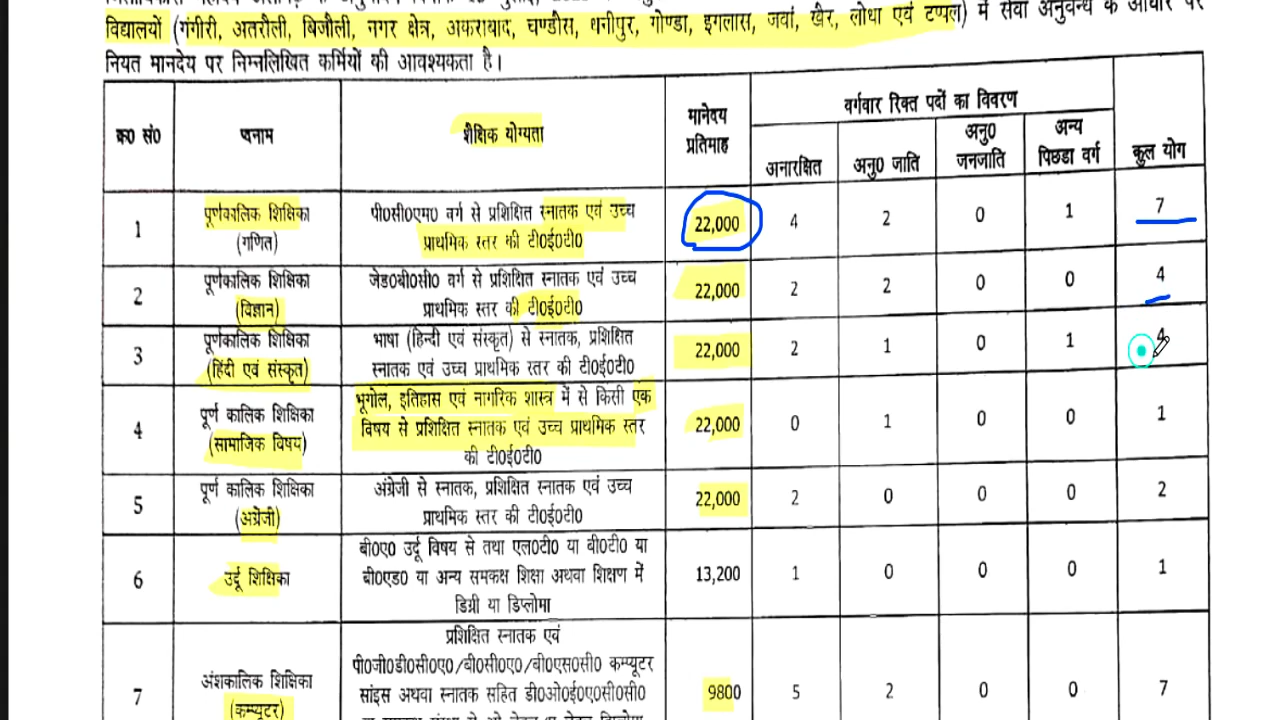 विद्यालयों (गंगीरी, अतरौली, बिजौली, नगर क्षेत्र, अकराबाद, चण्डौस, धनीपुर, गोण्डा, इगलास, जवां, खैर, लोधा एवं टप्पल) में सेवा अनुबन्ध के आधार पर
नियत मानदेय पर निम्नलिखित कर्मियों की आवश्यकता है।
क0 सं0 पदनाम शैक्षिक योग्यता मानेदय प्रतिमाह वर्गवार रिक्त पदों का विवरण कुल योग
अनारक्षित अनु0 जाति अनु0 जनजाति अन्य पिछडा वर्ग
1 पूर्णकालिक शिक्षिका (गणित) पी0सी0एम0 वर्ग से प्रशिक्षित स्नातक एवं उच्च प्राथमिक स्तर की टी0ई0टी0 22,000 4 2 0 1 7
2 पूर्णकालिक शिक्षिका (विज्ञान) जेड0बी0सी0 वर्ग से प्रशिक्षित स्नातक एवं उच्च प्राथमिक स्तर की टी0ई0टी0 22,000 2 2 0 0 4
3 पूर्णकालिक शिक्षिका (हिंदी एवं संस्कृत) भाषा (हिन्दी एवं संस्कृत) से स्नातक, प्रशिक्षित स्नातक एवं उच्च प्राथमिक स्तर की टी0ई0टी0 22,000 2 1 0 1 4
4 पूर्ण कालिक शिक्षिका (सामाजिक विषय) भूगोल, इतिहास एवं नागरिक शास्त्र में से किसी एक विषय से प्रशिक्षित स्नातक एवं उच्च प्राथमिक स्तर की टी0ई0टी0 22,000 0 1 0 0 1
5 पूर्ण कालिक शिक्षिका (अंग्रेजी) अंग्रेजी से स्नातक, प्रशिक्षित स्नातक एवं उच्च प्राथमिक स्तर की टी0ई0टी0 22,000 2 0 0 0 2
6 उर्दू शिक्षिका बी0ए0 उर्दू विषय से तथा एल0टी0 या बी0टी0 या बी0एड0 या अन्य समकक्ष शिक्षा अथवा शिक्षण में डिग्री या डिप्लोमा 13,200 1 0 0 0 1
7 अंशकालिक शिक्षिका (कम्प्यूटर) प्रशिक्षित स्नातक एवं पी0जी0डी0सी0ए0/बी0सी0ए0/बी0एस0सी0 कम्प्यूटर सांइस अथवा स्नातक सहित डी0ओ0ई0ए0सी0सी0 9800 5 2 0 0 7